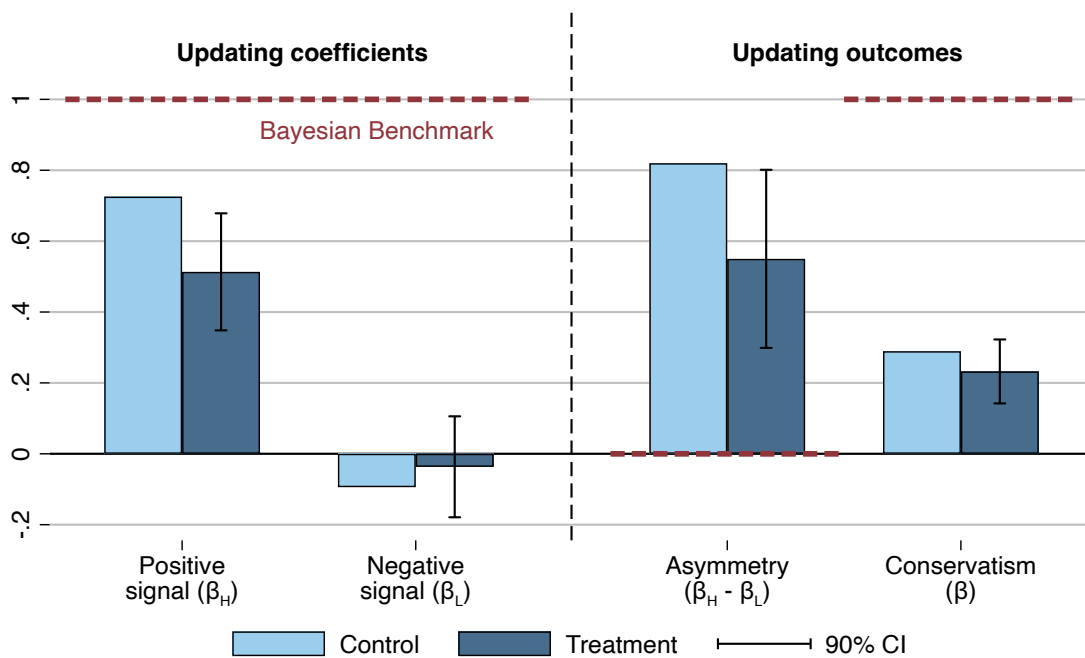 Updating coefficients
Updating outcomes
Bayesian Benchmark
1
.8
.6
.4
.2
0
-.2
Positive
signal (β_H)
Negative
signal (β_L)
Asymmetry
(β_H - β_L)
Conservatism
(β)
Control
Treatment
90% CI